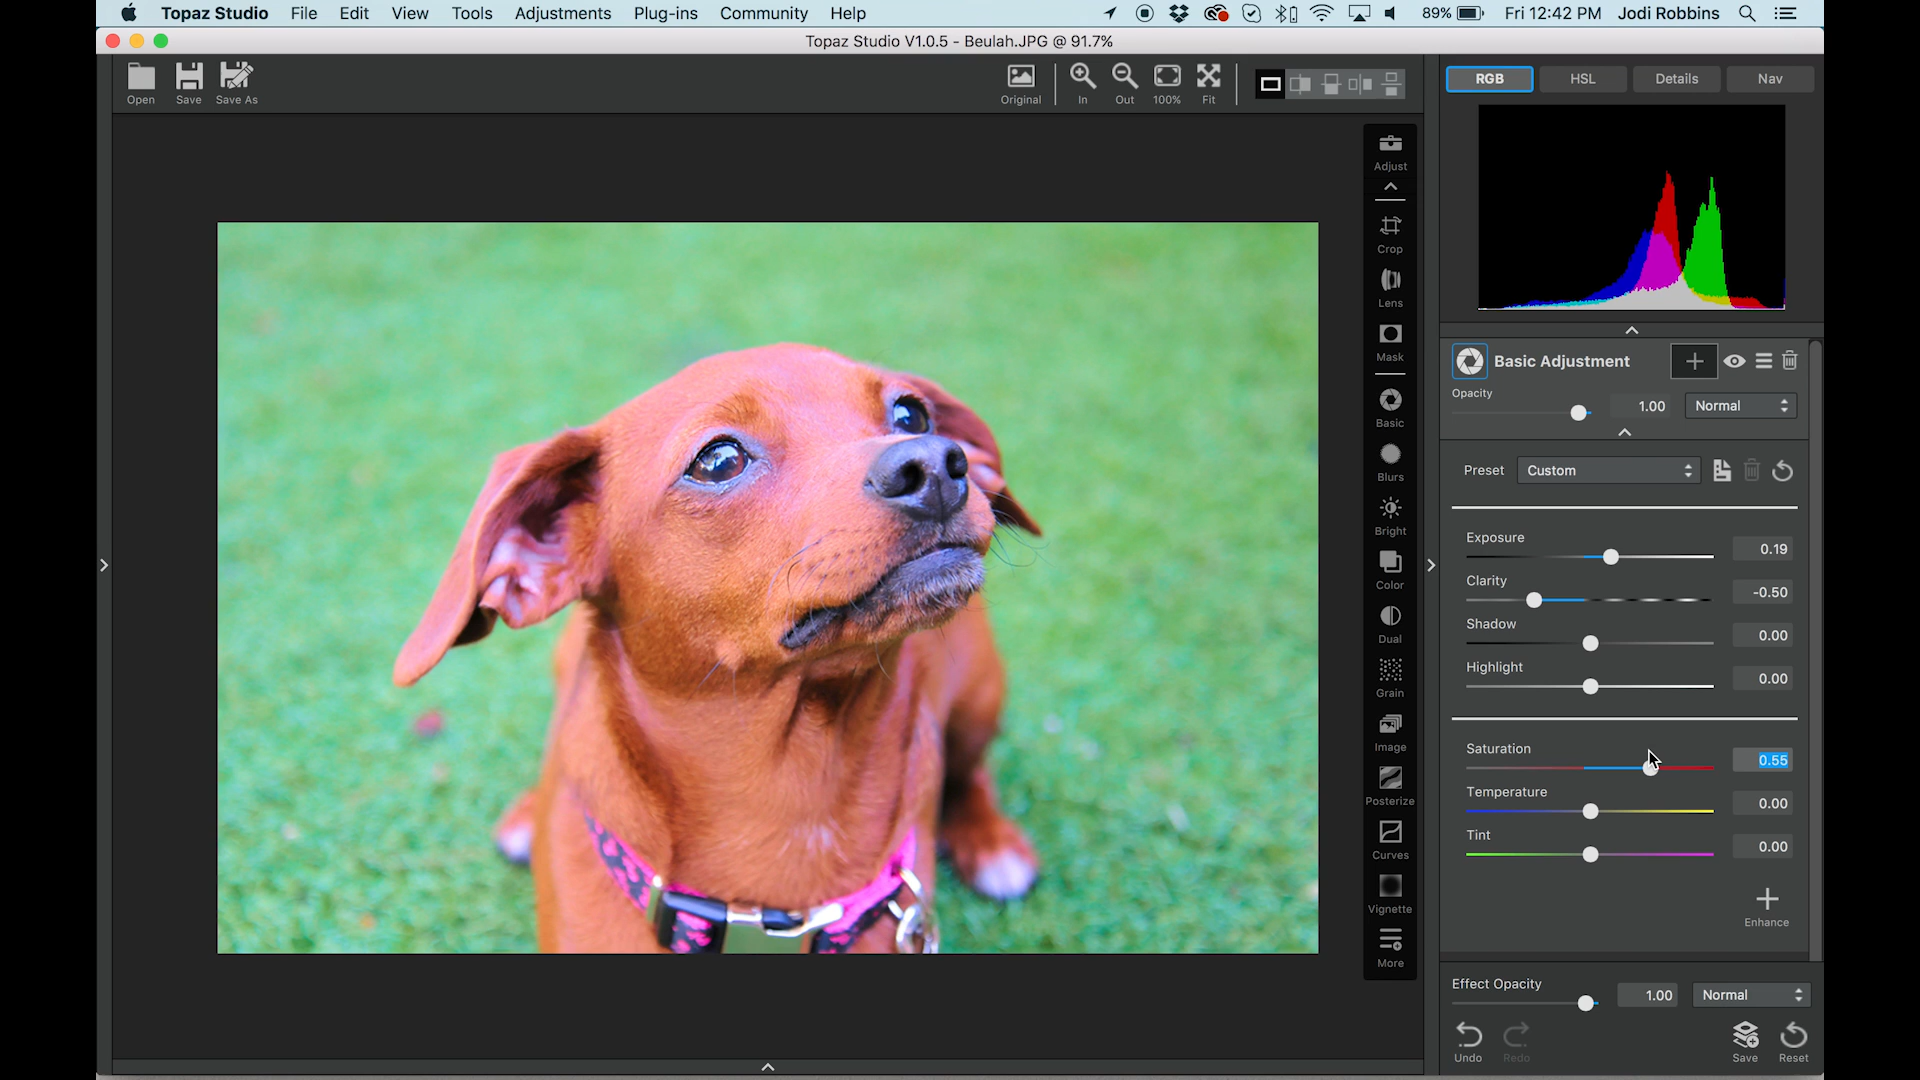 Topaz Studio File Edit View Tools Adjustments Plug-ins Community Help 89% Fri 12:42 PM Jodi Robbins
Topaz Studio V1.0.5 - Beulah.JPG @ 91.7%
Open Save Save As Original In Out 100% Fit
RGB HSL Details Nav
Adjust
Crop
Lens
Mask
Basic
Blurs
Bright
Color
Dual
Grain
Image
Posterize
Curves
Vignette
More
Basic Adjustment
Opacity 1.00 Normal
Preset Custom
Exposure 0.19
Clarity -0.50
Shadow 0.00
Highlight 0.00
Saturation 0.55
Temperature 0.00
Tint 0.00
Enhance
Effect Opacity 1.00 Normal
Undo Redo Save Reset